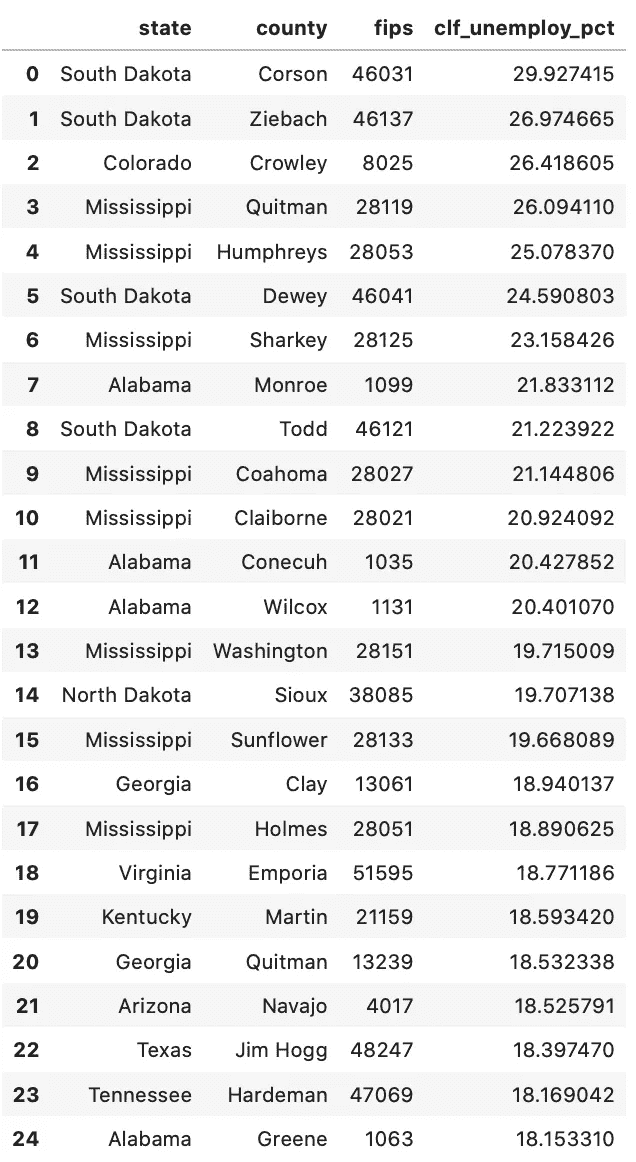 state county fips clf_unemploy_pct
0 South Dakota Corson 46031 29.927415
1 South Dakota Ziebach 46137 26.974665
2 Colorado Crowley 8025 26.418605
3 Mississippi Quitman 28119 26.094110
4 Mississippi Humphreys 28053 25.078370
5 South Dakota Dewey 46041 24.590803
6 Mississippi Sharkey 28125 23.158426
7 Alabama Monroe 1099 21.833112
8 South Dakota Todd 46121 21.223922
9 Mississippi Coahoma 28027 21.144806
10 Mississippi Claiborne 28021 20.924092
11 Alabama Conecuh 1035 20.427852
12 Alabama Wilcox 1131 20.401070
13 Mississippi Washington 28151 19.715009
14 North Dakota Sioux 38085 19.707138
15 Mississippi Sunflower 28133 19.668089
16 Georgia Clay 13061 18.940137
17 Mississippi Holmes 28051 18.890625
18 Virginia Emporia 51595 18.771186
19 Kentucky Martin 21159 18.593420
20 Georgia Quitman 13239 18.532338
21 Arizona Navajo 4017 18.525791
22 Texas Jim Hogg 48247 18.397470
23 Tennessee Hardeman 47069 18.169042
24 Alabama Greene 1063 18.153310